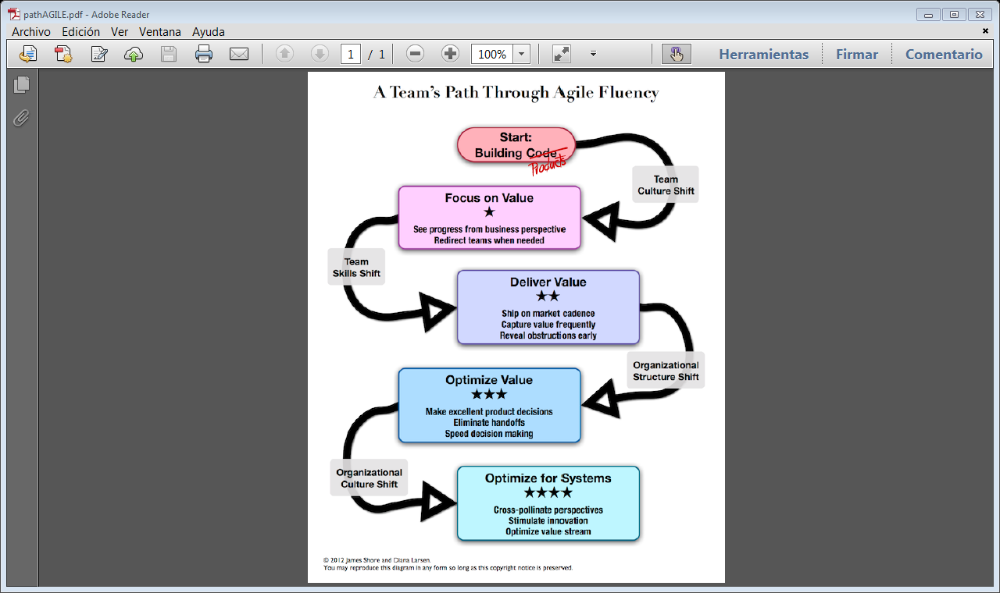 pathAGILE.pdf - Adobe Reader
Archivo Edición Ver Ventana Ayuda
1 / 1 100% Herramientas Firmar Comentario
A Team's Path Through Agile Fluency
Start:
Building Code
Products
Team
Culture Shift
Focus on Value
★
See progress from business perspective
Redirect teams when needed
Team
Skills Shift
Deliver Value
★★
Ship on market cadence
Capture value frequently
Reveal obstructions early
Organizational
Structure Shift
Optimize Value
★★★
Make excellent product decisions
Eliminate handoffs
Speed decision making
Organizational
Culture Shift
Optimize for Systems
★★★★
Cross-pollinate perspectives
Stimulate innovation
Optimize value stream
© 2012 James Shore and Diana Larsen.
You may reproduce this diagram in any form so long as this copyright notice is preserved.